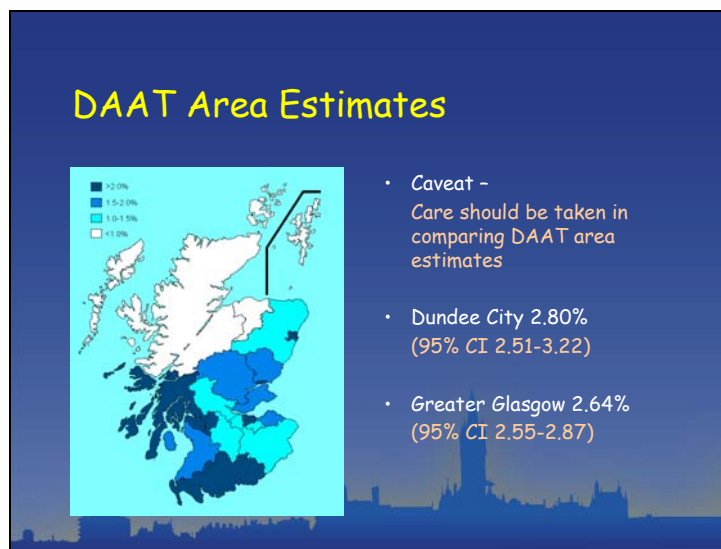 DAAT Area Estimates
>2.0%
1.5-2.0%
1.0-1.5%
<1.0%
• Caveat –
Care should be taken in
comparing DAAT area
estimates
• Dundee City 2.80%
(95% CI 2.51-3.22)
• Greater Glasgow 2.64%
(95% CI 2.55-2.87)